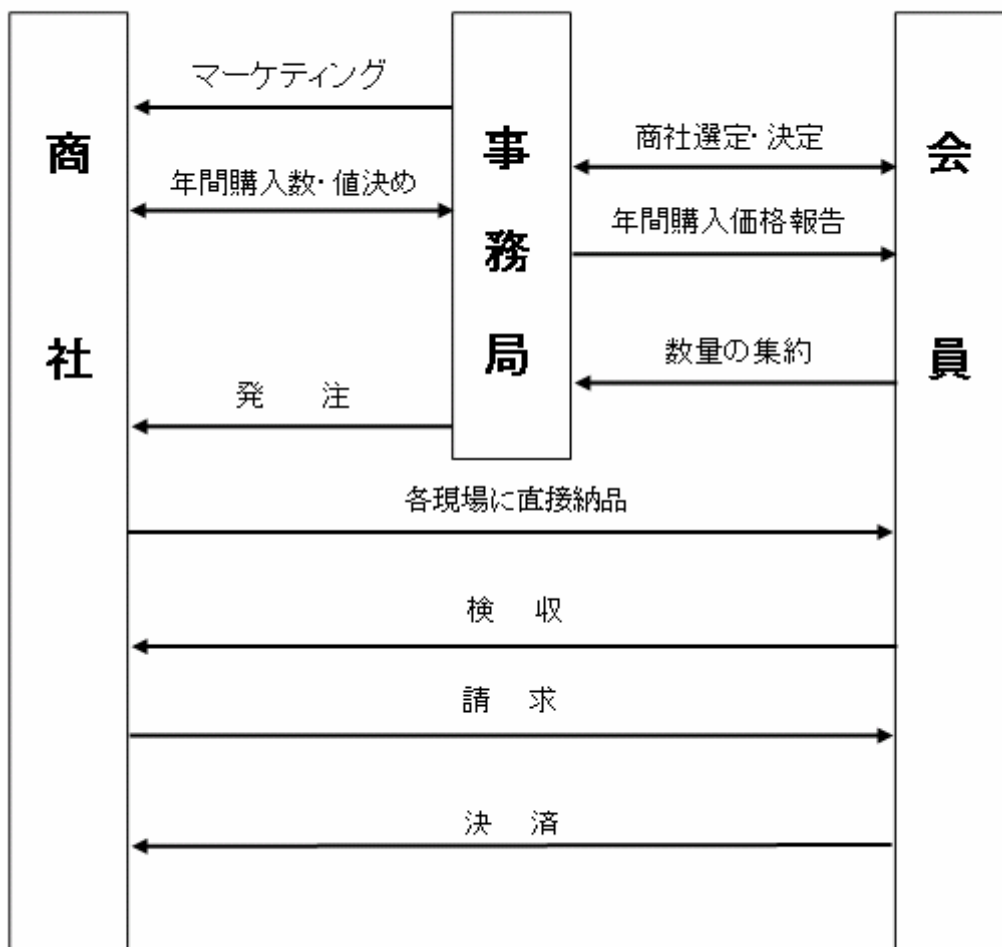 商社
事務局
会員
マーケティング
商社選定・決定
年間購入数・値決め
年間購入価格報告
数量の集約
発　注
各現場に直接納品
検　収
請　求
決　済